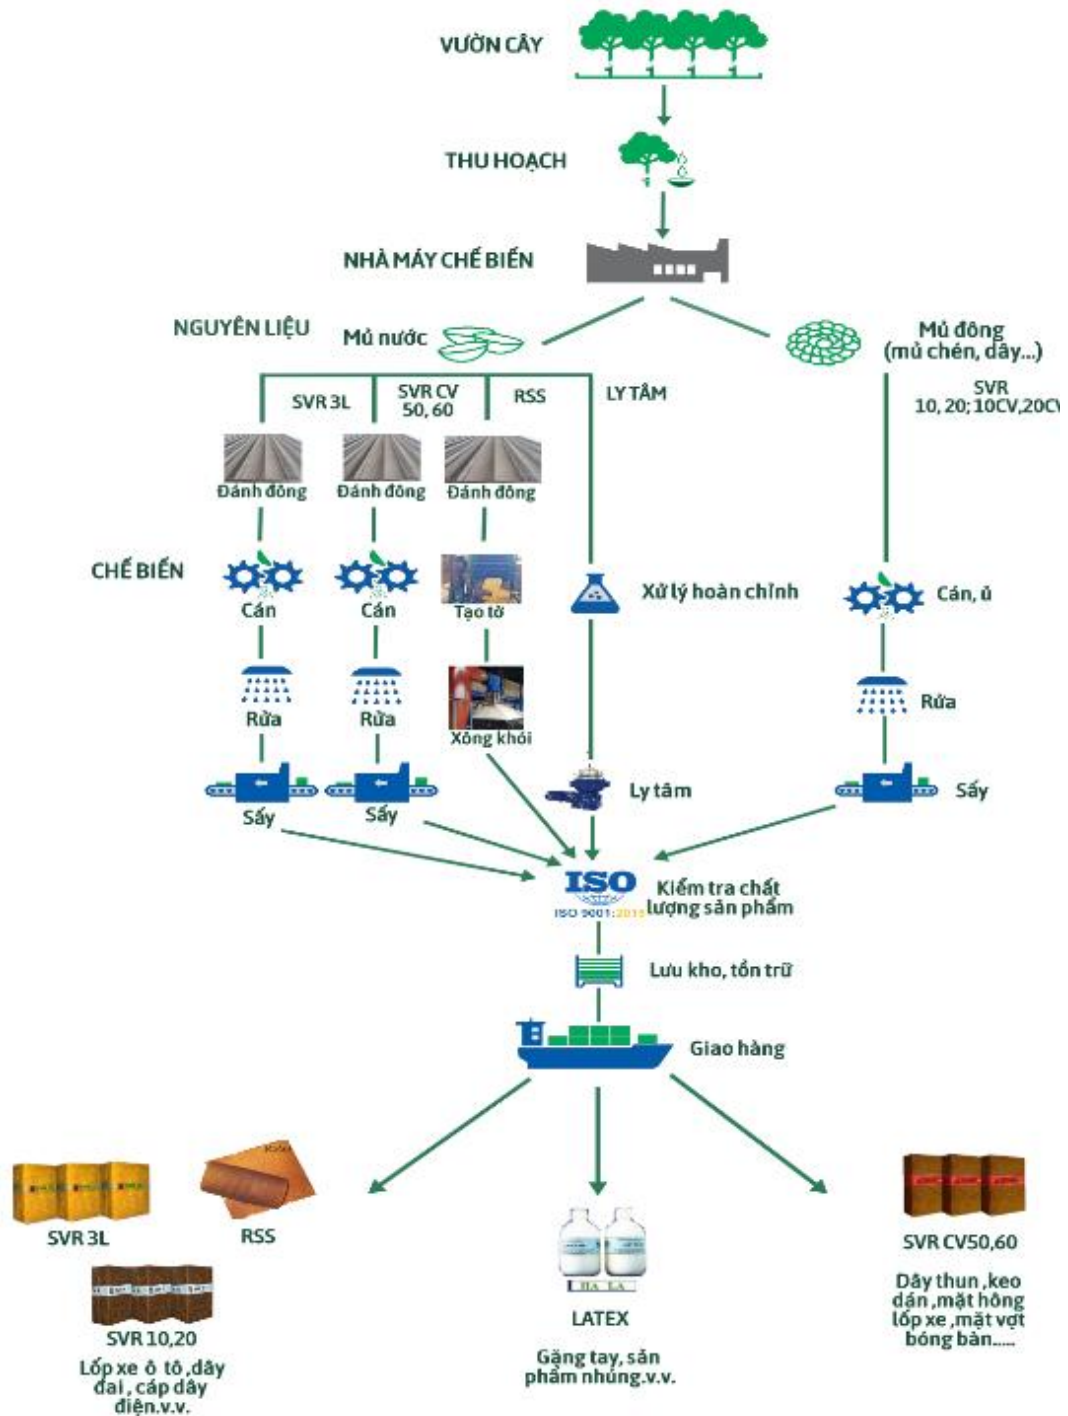 VƯỜN CÂY
THU HOẠCH
NHÀ MÁY CHẾ BIẾN
NGUYÊN LIỆU
Mủ nước
Mủ đông
(mủ chén, dây...)
SVR 3L
SVR CV
50, 60
RSS
LY TÂM
SVR
10, 20; 10CV,20CV
Đánh đông
Đánh đông
Đánh đông
CHẾ BIẾN
Cán
Cán
Tạo tờ
Xử lý hoàn chỉnh
Cán, ủ
Rửa
Rửa
Xông khói
Rửa
Sấy
Sấy
Ly tâm
Sấy
ISO
ISO 9001:2015
Kiểm tra chất
lượng sản phẩm
Lưu kho, tồn trữ
Giao hàng
SVR 3L
RSS
SVR 10,20
Lốp xe ô tô ,dây
đai , cáp dây
điện.v.v.
LATEX
Gặng tay, sản
phẩm nhúng.v.v.
SVR CV50,60
Dây thun ,keo
dán ,mặt hông
lốp xe ,mặt vợt
bóng bàn.....